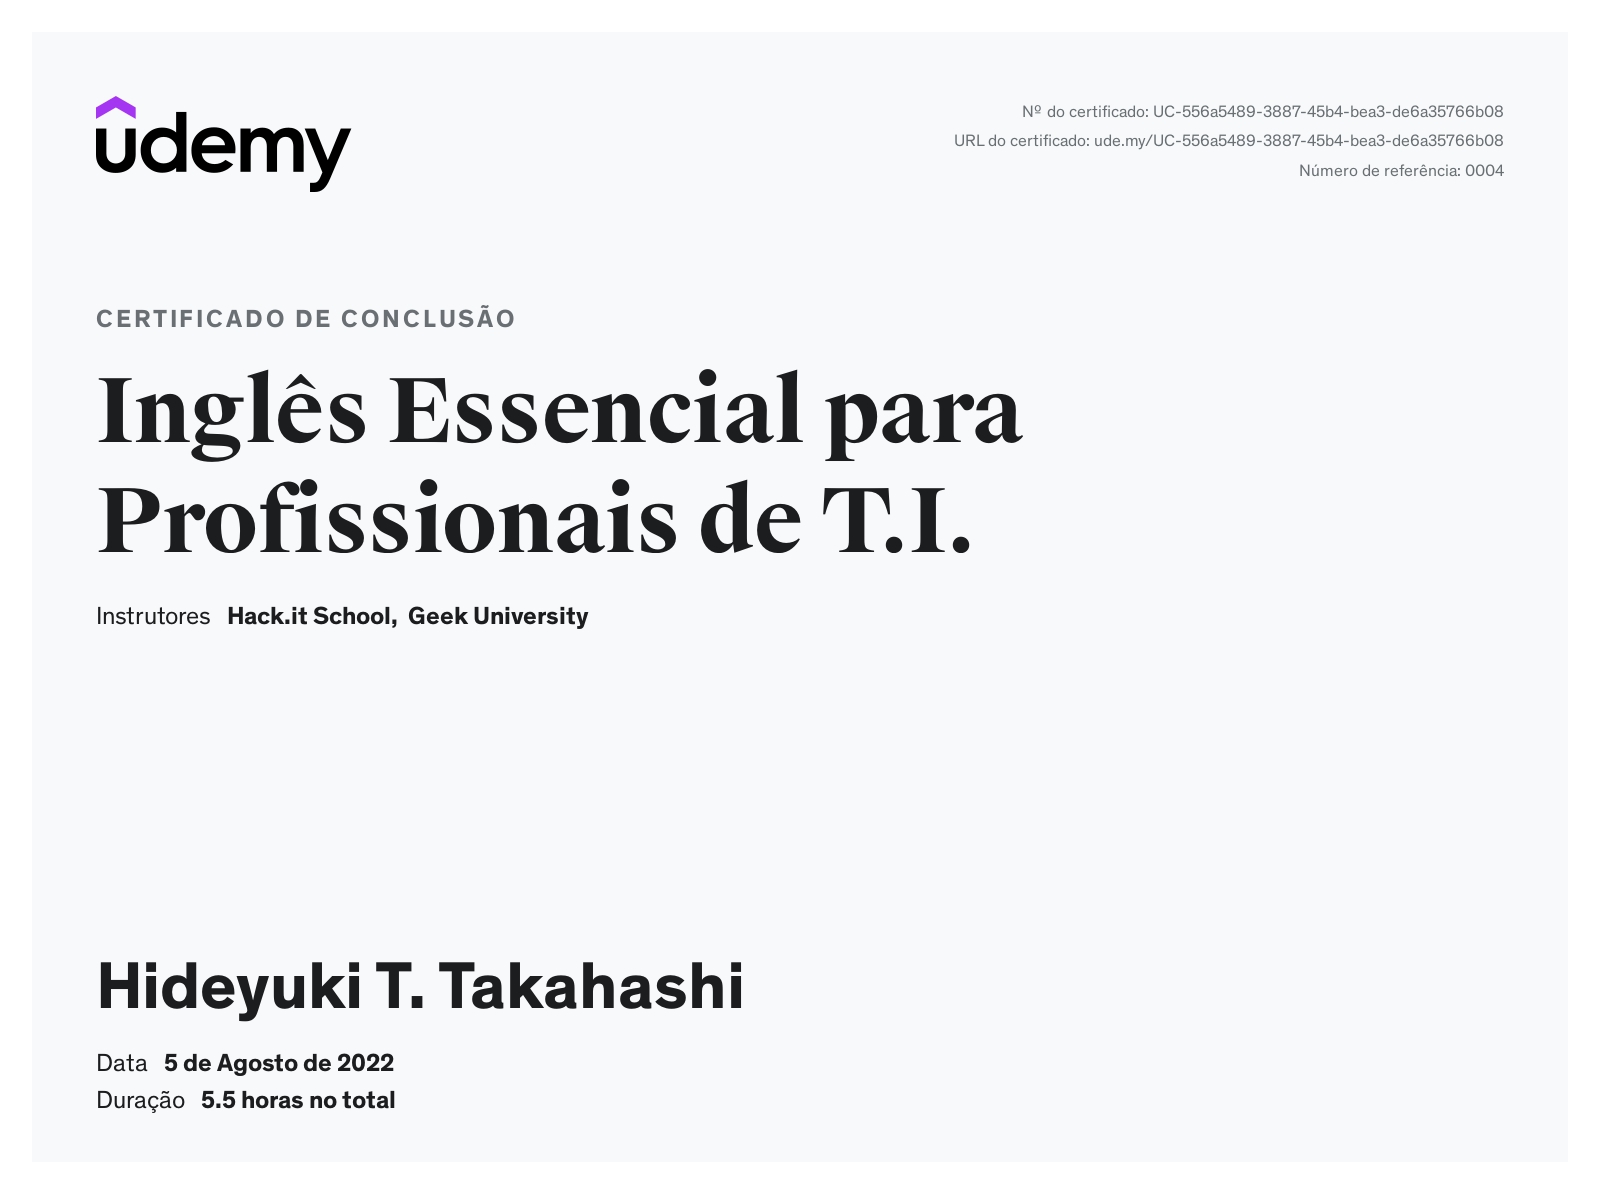 udemy
Nº do certificado: UC-556a5489-3887-45b4-bea3-de6a35766b08
URL do certificado: ude.my/UC-556a5489-3887-45b4-bea3-de6a35766b08
Número de referência: 0004
CERTIFICADO DE CONCLUSÃO
Inglês Essencial para
Profissionais de T.I.
Instrutores Hack.it School, Geek University
Hideyuki T. Takahashi
Data 5 de Agosto de 2022
Duração 5.5 horas no total